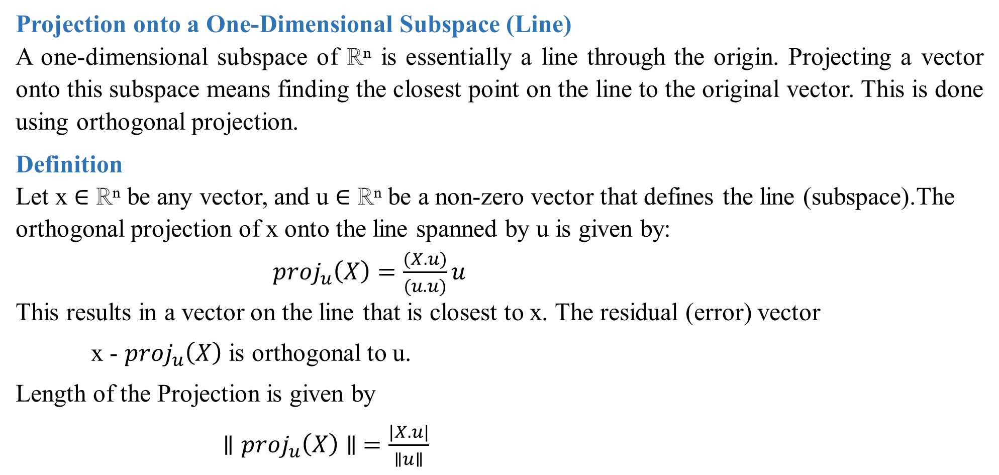 Projection onto a One-Dimensional Subspace (Line)
A one-dimensional subspace of ℝⁿ is essentially a line through the origin. Projecting a vector
onto this subspace means finding the closest point on the line to the original vector. This is done
using orthogonal projection.
Definition
Let x ∈ ℝⁿ be any vector, and u ∈ ℝⁿ be a non-zero vector that defines the line (subspace).The
orthogonal projection of x onto the line spanned by u is given by:
$proj_u(X) = \frac{(X.u)}{(u.u)}u$
This results in a vector on the line that is closest to x. The residual (error) vector
x - $proj_u(X)$ is orthogonal to u.
Length of the Projection is given by
$\| proj_u(X) \| = \frac{|X.u|}{\|u\|}$